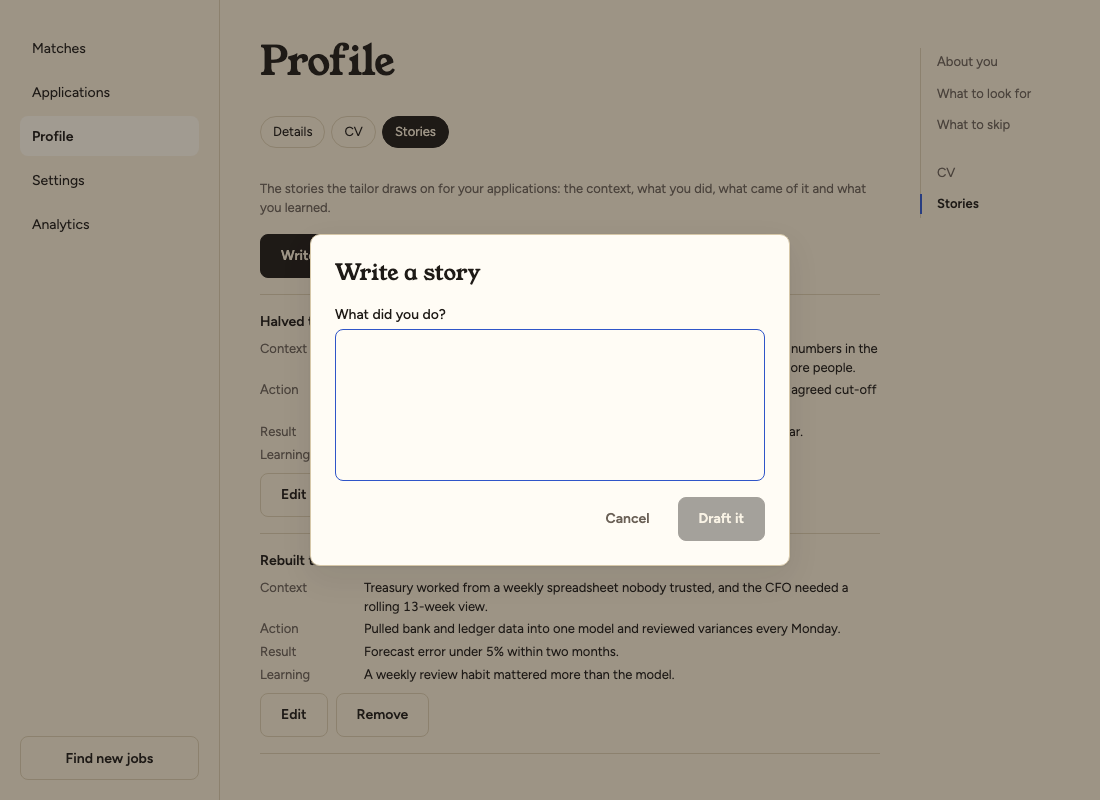 Matches
Applications
Profile
Settings
Analytics
Find new jobs
Profile
Details
CV
Stories
The stories the tailor draws on for your applications: the context, what you did, what came of it and what
you learned.
Write a story
What did you do?
Cancel
Draft it
Halved
Context
numbers in the
ore people.
Action
agreed cut-off
Result
ar.
Learning
Edit
Rebuilt
Context
Treasury worked from a weekly spreadsheet nobody trusted, and the CFO needed a
rolling 13-week view.
Action
Pulled bank and ledger data into one model and reviewed variances every Monday.
Result
Forecast error under 5% within two months.
Learning
A weekly review habit mattered more than the model.
Edit
Remove
About you
What to look for
What to skip
CV
Stories